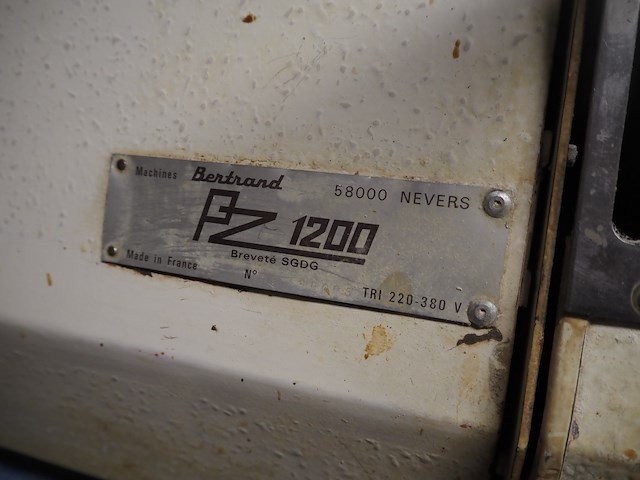 Machines Bertrand 58000 NEVERS
PZ 1200
Breveté SGDG
Made in France N°
TRI 220-380 V